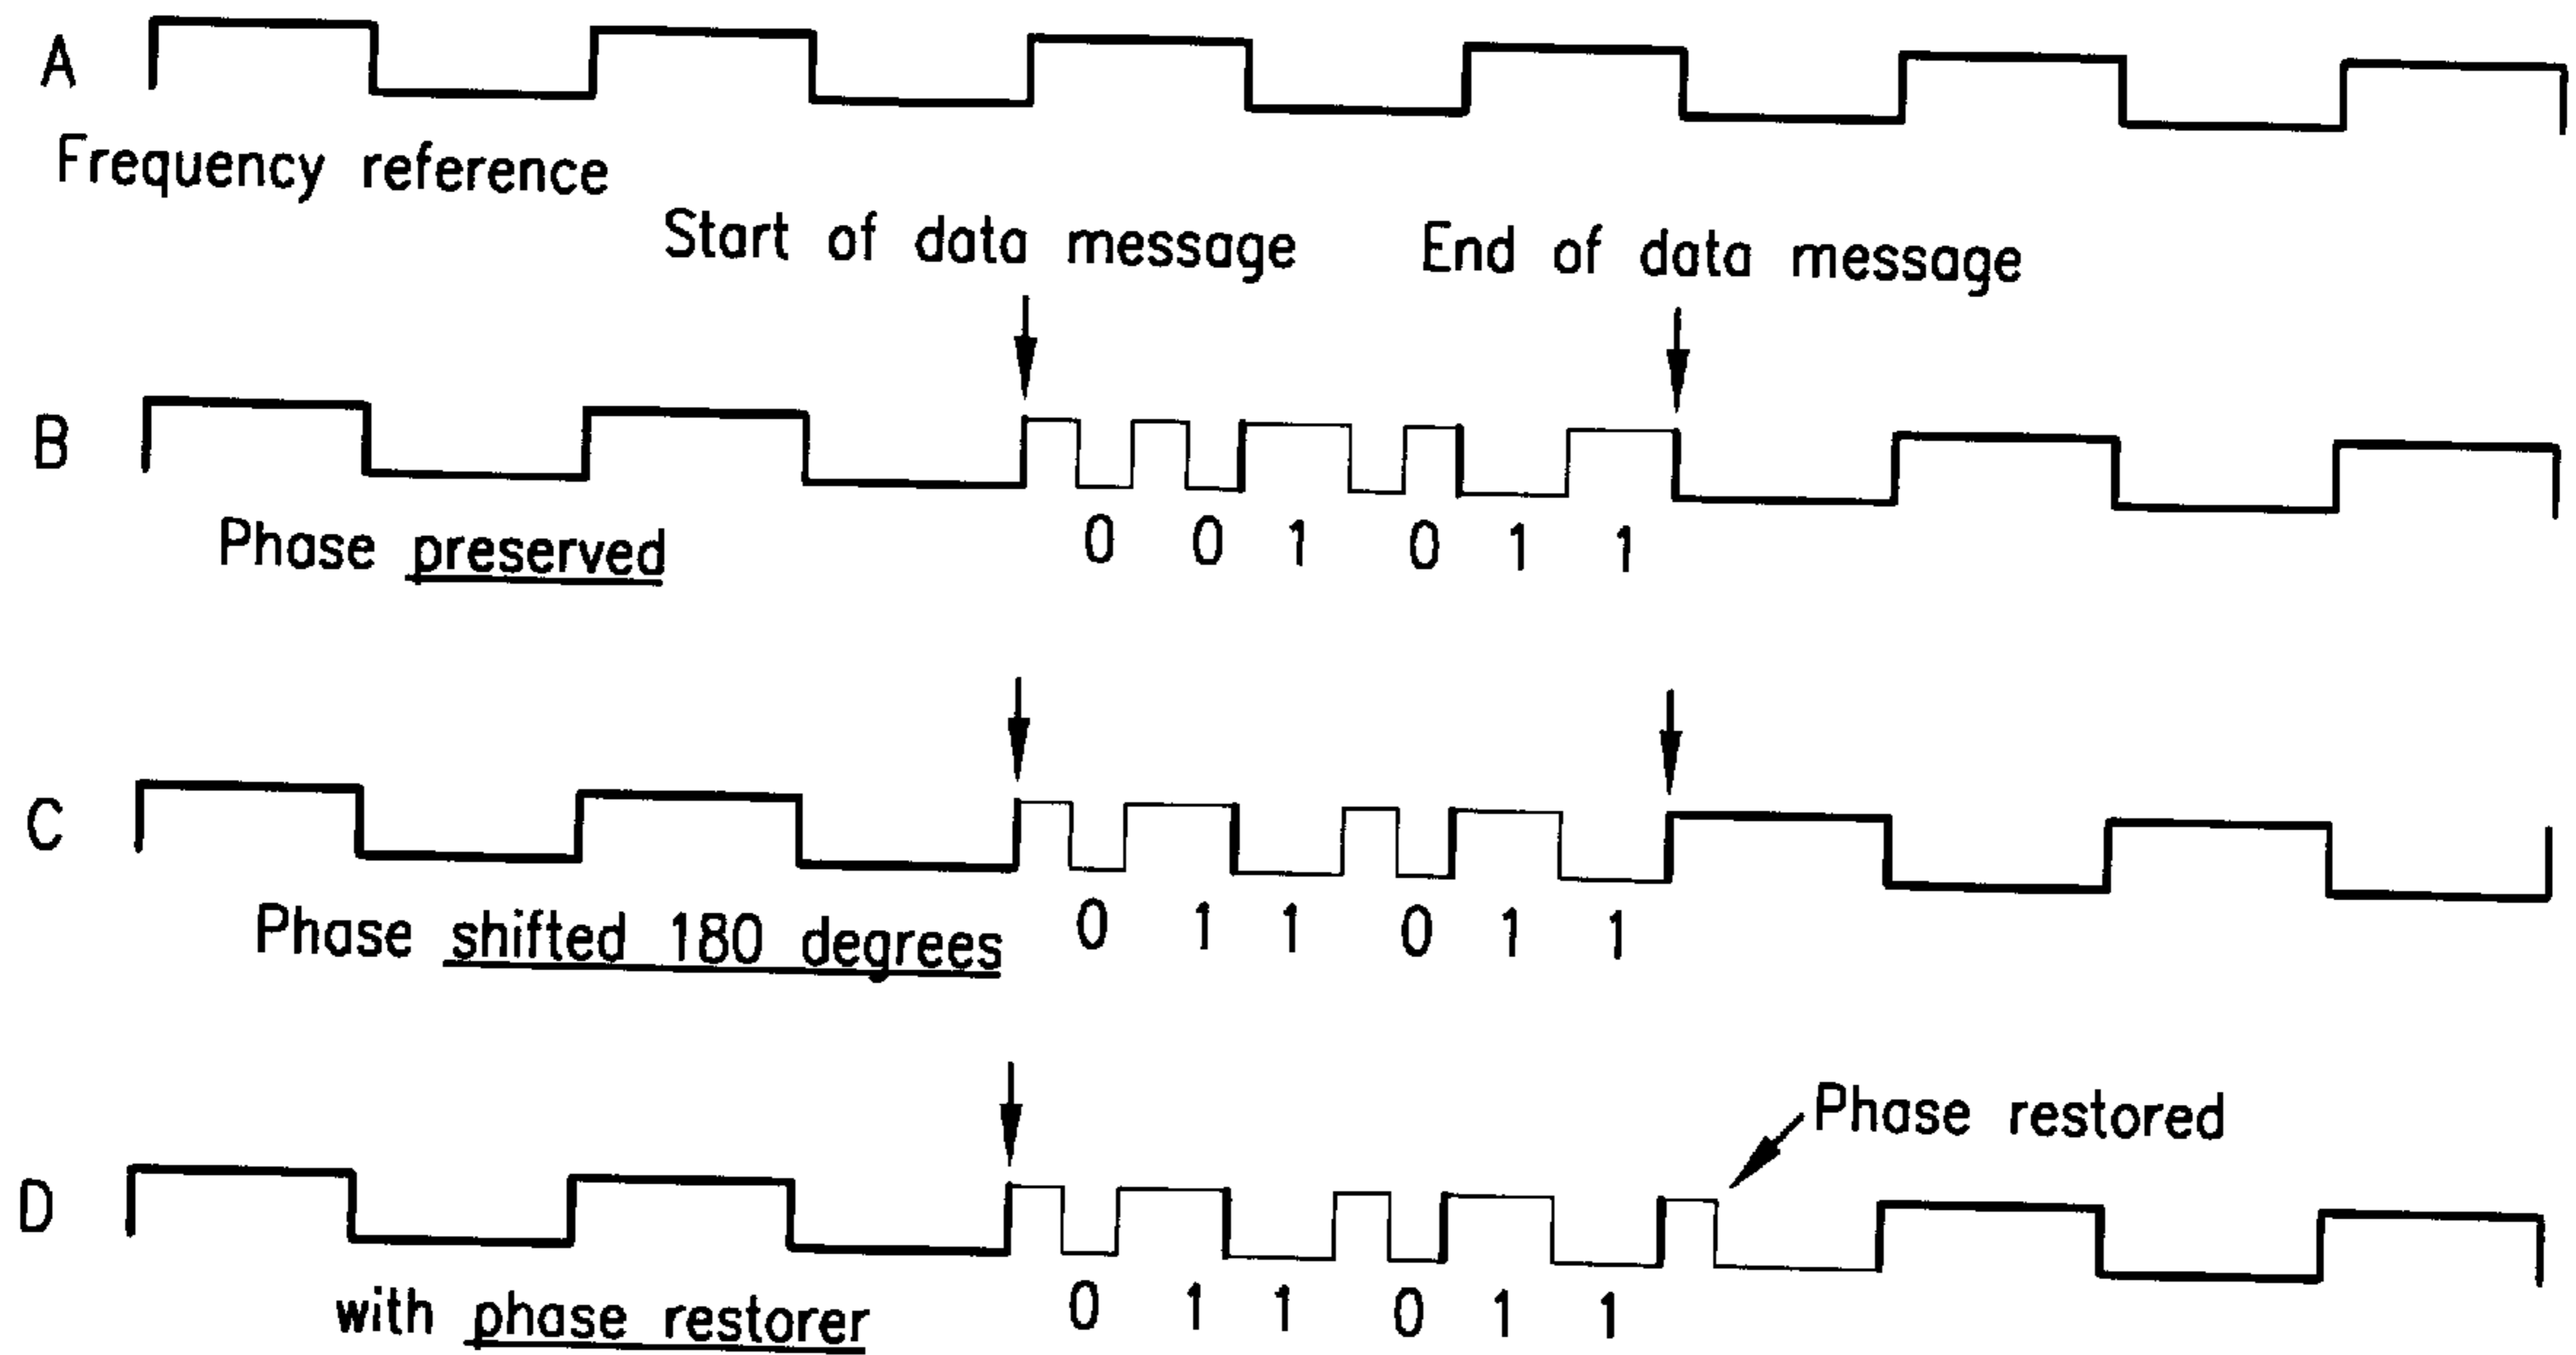 A
Frequency reference
Start of data message
End of data message
B
0 0 1 0 1 1
Phase preserved
C
0 1 1 0 1 1
Phase shifted 180 degrees
Phase restored
D
0 1 1 0 1 1
with phase restorer